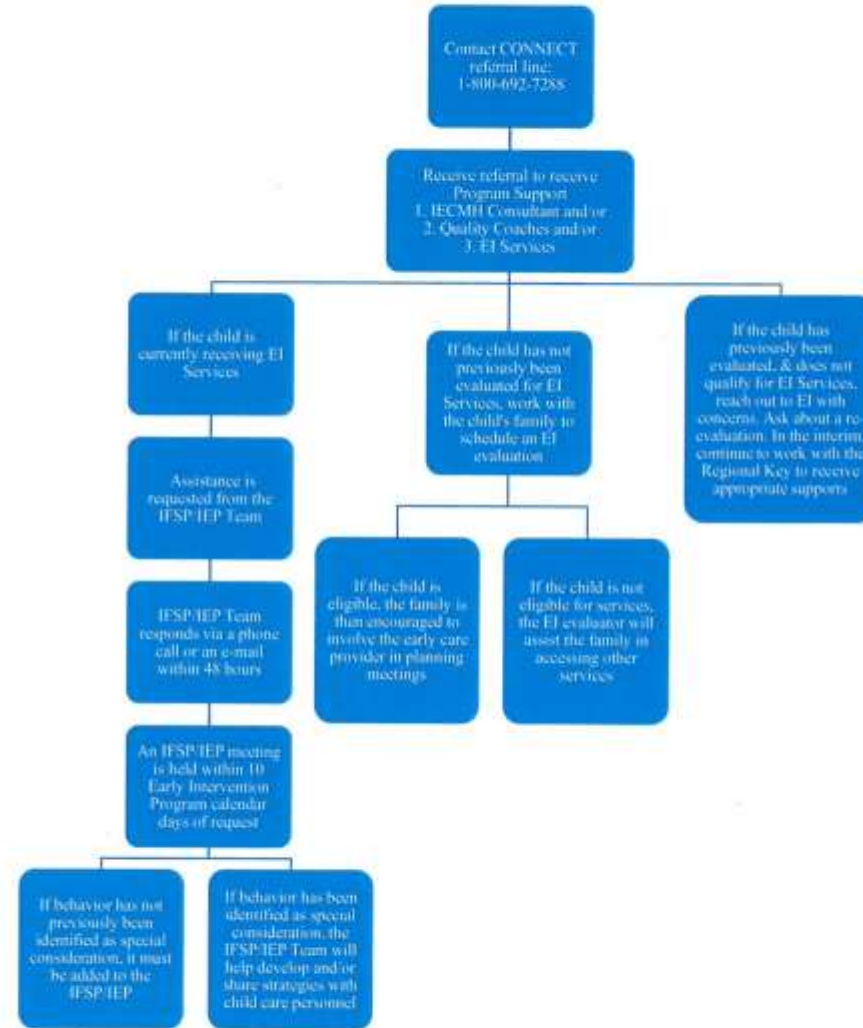 Contact CONNECT
referral line:
1-800-692-7288
Receive referral to receive
Program Support
1. IECMH Consultant and/or
2. Quality Coaches and/or
3. EI Services
If the child is
currently receiving EI
Services
Assistance is
requested from the
IFSP/IEP Team
IFSP/IEP Team
responds via a phone
call or an e-mail
within 48 hours
An IFSP/IEP meeting
is held within 10
Early Intervention
Program calendar
days of request
If behavior has not
previously been
identified as special
consideration, it must
be added to the
IFSP/IEP
If behavior has been
identified as special
consideration, the
IFSP/IEP Team will
help develop and/or
share strategies with
child care personnel
If the child has not
previously been
evaluated for EI
Services, work with
the child's family to
schedule an EI
evaluation
If the child is
eligible, the family is
then encouraged to
involve the early care
provider in planning
meetings
If the child is not
eligible for services,
the EI evaluator will
assist the family in
accessing other
services
If the child has
previously been
evaluated, & does not
qualify for EI Services,
reach out to EI with
concerns. Ask about a re-
evaluation. In the interim,
continue to work with the
Regional Key to receive
appropriate supports